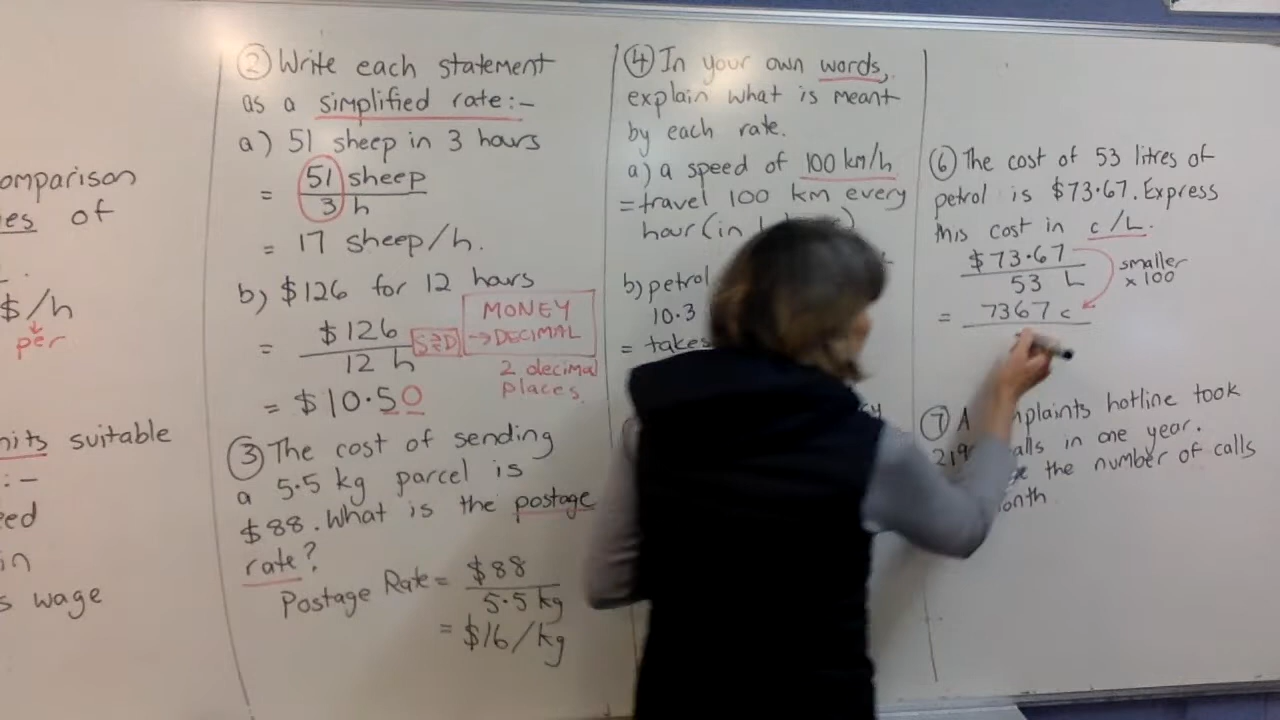 omparison
es of
$/h
per
nits suitable
:-
eed
in
s wage
② Write each statement
as a simplified rate:-
a) 51 sheep in 3 hours
= 51 sheep
3 h
= 17 sheep/h.
b) $126 for 12 hours
= $126
12 h
S⇄D
MONEY
→DECIMAL
2 decimal
places.
= $10.50
③ The cost of sending
a 5.5 kg parcel is
$88. What is the postage
rate?
Postage Rate = $88
5.5 kg
= $16/kg
④ In your own words,
explain what is meant
by each rate.
a) a speed of 100 km/h
= travel 100 km every
hour (in 1
b) petrol
10.3
= takes
⑥ The cost of 53 litres of
petrol is $73.67. Express
this cost in c/L.
$73.67
53 L
smaller
x 100
= 7367 c
⑦ A mplaints hotline took
219 alls in one year.
the number of calls
onth